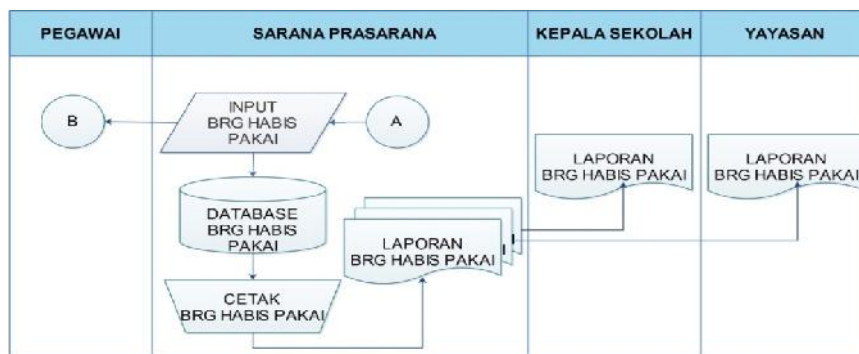 PEGAWAI
SARANA PRASARANA
KEPALA SEKOLAH
YAYASAN
B
INPUT
BRG HABIS
PAKAI
A
DATABASE
BRG HABIS
PAKAI
CETAK
BRG HABIS PAKAI
LAPORAN
BRG HABIS PAKAI
LAPORAN
BRG HABIS PAKAI
LAPORAN
BRG HABIS PAKAI